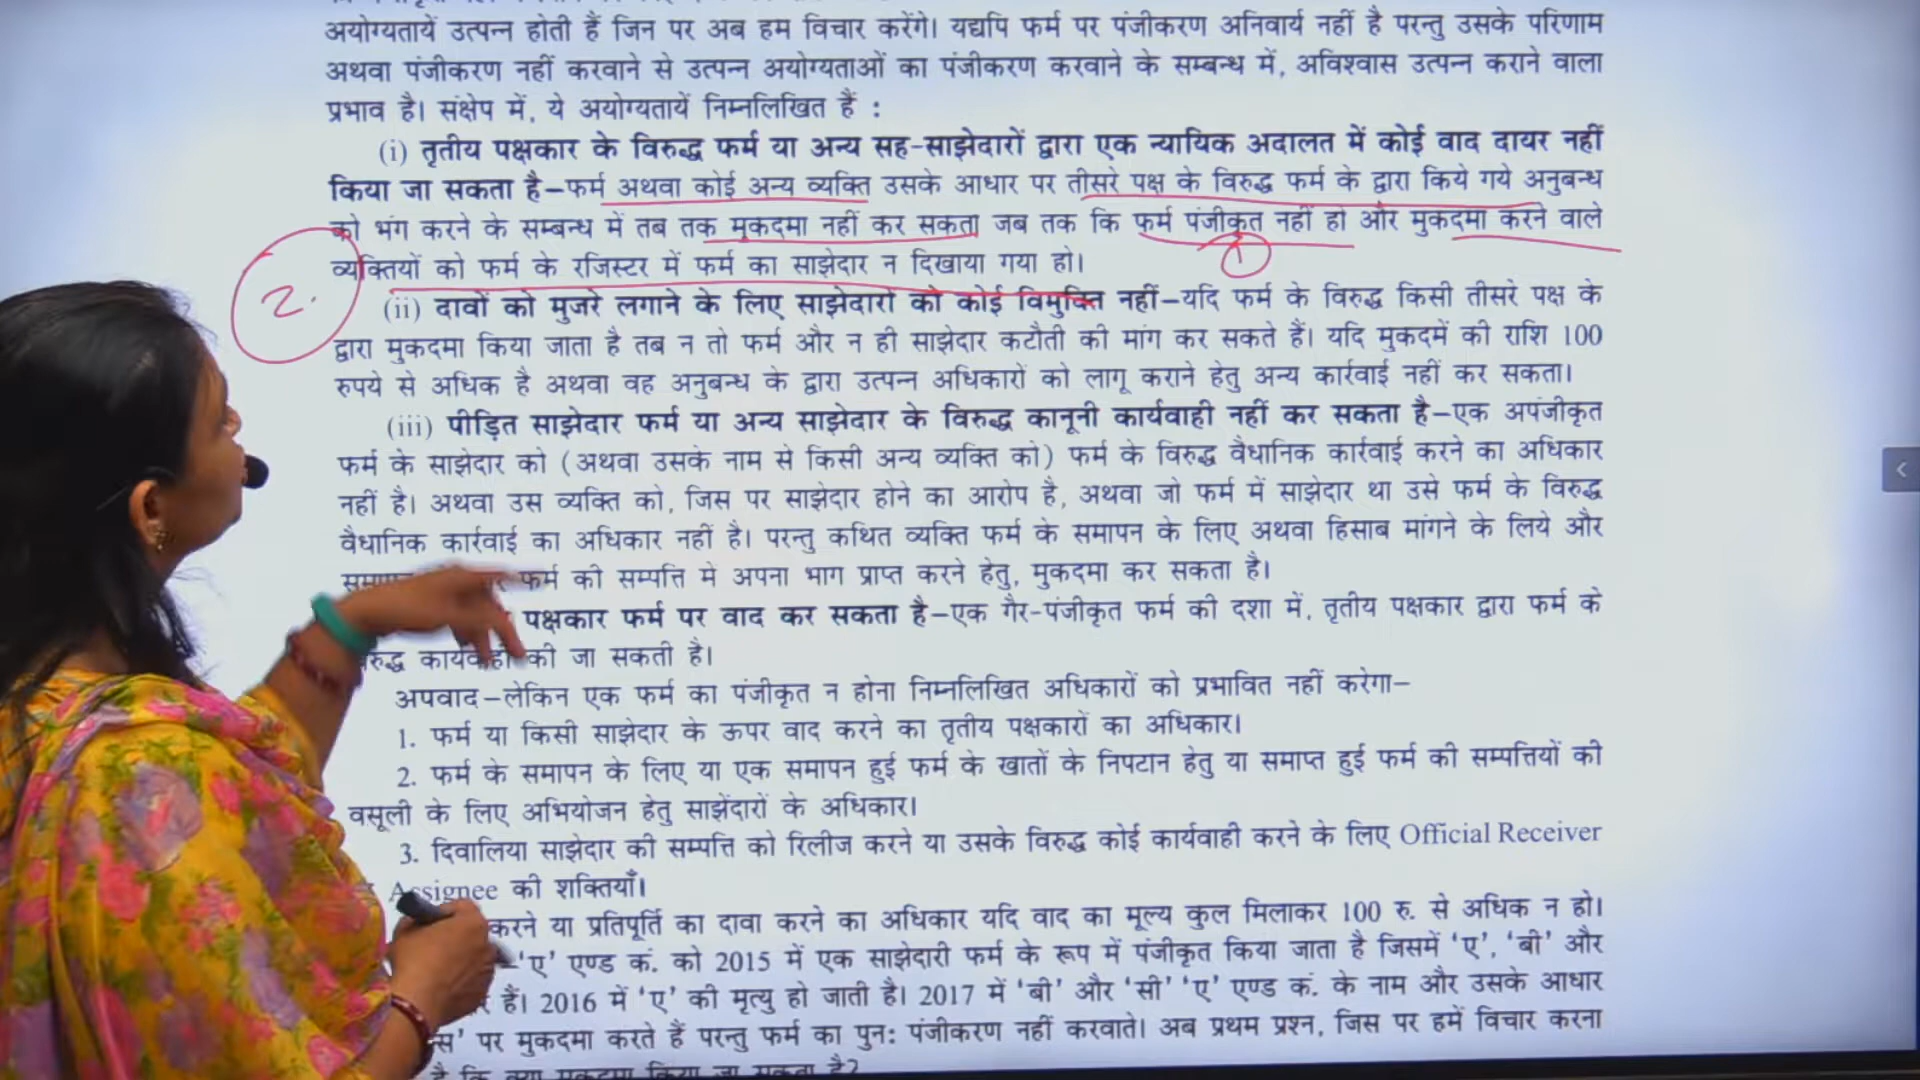 अयोग्यतायें उत्पन्न होती हैं जिन पर अब हम विचार करेंगे। यद्यपि फर्म पर पंजीकरण अनिवार्य नहीं है परन्तु उसके परिणाम
अथवा पंजीकरण नहीं करवाने से उत्पन्न अयोग्यताओं का पंजीकरण करवाने के सम्बन्ध में, अविश्वास उत्पन्न कराने वाला
प्रभाव है। संक्षेप में, ये अयोग्यतायें निम्नलिखित हैं :
(i) तृतीय पक्षकार के विरुद्ध फर्म या अन्य सह-साझेदारों द्वारा एक न्यायिक अदालत में कोई वाद दायर नहीं
किया जा सकता है–फर्म अथवा कोई अन्य व्यक्ति उसके आधार पर तीसरे पक्ष के विरुद्ध फर्म के द्वारा किये गये अनुबन्ध
को भंग करने के सम्बन्ध में तब तक मुकदमा नहीं कर सकता जब तक कि फर्म पंजीकृत नहीं हो और मुकदमा करने वाले
व्यक्तियों को फर्म के रजिस्टर में फर्म का साझेदार न दिखाया गया हो।
1
2.
(ii) दावों को मुजरे लगाने के लिए साझेदारों को कोई विमुक्ति नहीं–यदि फर्म के विरुद्ध किसी तीसरे पक्ष के
द्वारा मुकदमा किया जाता है तब न तो फर्म और न ही साझेदार कटौती की मांग कर सकते हैं। यदि मुकदमें की राशि 100
रुपये से अधिक है अथवा वह अनुबन्ध के द्वारा उत्पन्न अधिकारों को लागू कराने हेतु अन्य कार्रवाई नहीं कर सकता।
(iii) पीड़ित साझेदार फर्म या अन्य साझेदार के विरुद्ध कानूनी कार्यवाही नहीं कर सकता है–एक अपंजीकृत
फर्म के साझेदार को (अथवा उसके नाम से किसी अन्य व्यक्ति को) फर्म के विरुद्ध वैधानिक कार्रवाई करने का अधिकार
नहीं है। अथवा उस व्यक्ति को, जिस पर साझेदार होने का आरोप है, अथवा जो फर्म में साझेदार था उसे फर्म के विरुद्ध
वैधानिक कार्रवाई का अधिकार नहीं है। परन्तु कथित व्यक्ति फर्म के समापन के लिए अथवा हिसाब मांगने के लिये और
फर्म की सम्पत्ति में अपना भाग प्राप्त करने हेतु, मुकदमा कर सकता है।
पक्षकार फर्म पर वाद कर सकता है–एक गैर-पंजीकृत फर्म की दशा में, तृतीय पक्षकार द्वारा फर्म के
की जा सकती है।
अपवाद–लेकिन एक फर्म का पंजीकृत न होना निम्नलिखित अधिकारों को प्रभावित नहीं करेगा–
1. फर्म या किसी साझेदार के ऊपर वाद करने का तृतीय पक्षकारों का अधिकार।
2. फर्म के समापन के लिए या एक समापन हुई फर्म के खातों के निपटान हेतु या समाप्त हुई फर्म की सम्पत्तियों की
वसूली के लिए अभियोजन हेतु साझेंदारों के अधिकार।
3. दिवालिया साझेदार की सम्पत्ति को रिलीज करने या उसके विरुद्ध कोई कार्यवाही करने के लिए Official Receiver
Assignee की शक्तियाँ।
करने या प्रतिपूर्ति का दावा करने का अधिकार यदि वाद का मूल्य कुल मिलाकर 100 रु. से अधिक न हो।
–'ए' एण्ड कं. को 2015 में एक साझेदारी फर्म के रूप में पंजीकृत किया जाता है जिसमें 'ए', 'बी' और
हैं। 2016 में 'ए' की मृत्यु हो जाती है। 2017 में 'बी' और 'सी' 'ए' एण्ड कं. के नाम और उसके आधार
पर मुकदमा करते हैं परन्तु फर्म का पुन: पंजीकरण नहीं करवाते। अब प्रथम प्रश्न, जिस पर हमें विचार करना
है कि क्या मुकदमा किया जा सकता है?